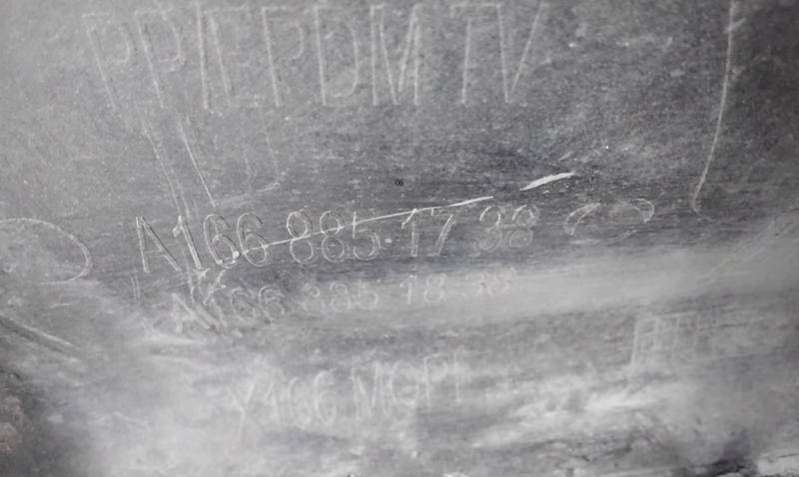 PP/EPDM TV
A166 885 17 38
A166 885 18 38
X166 MOPF